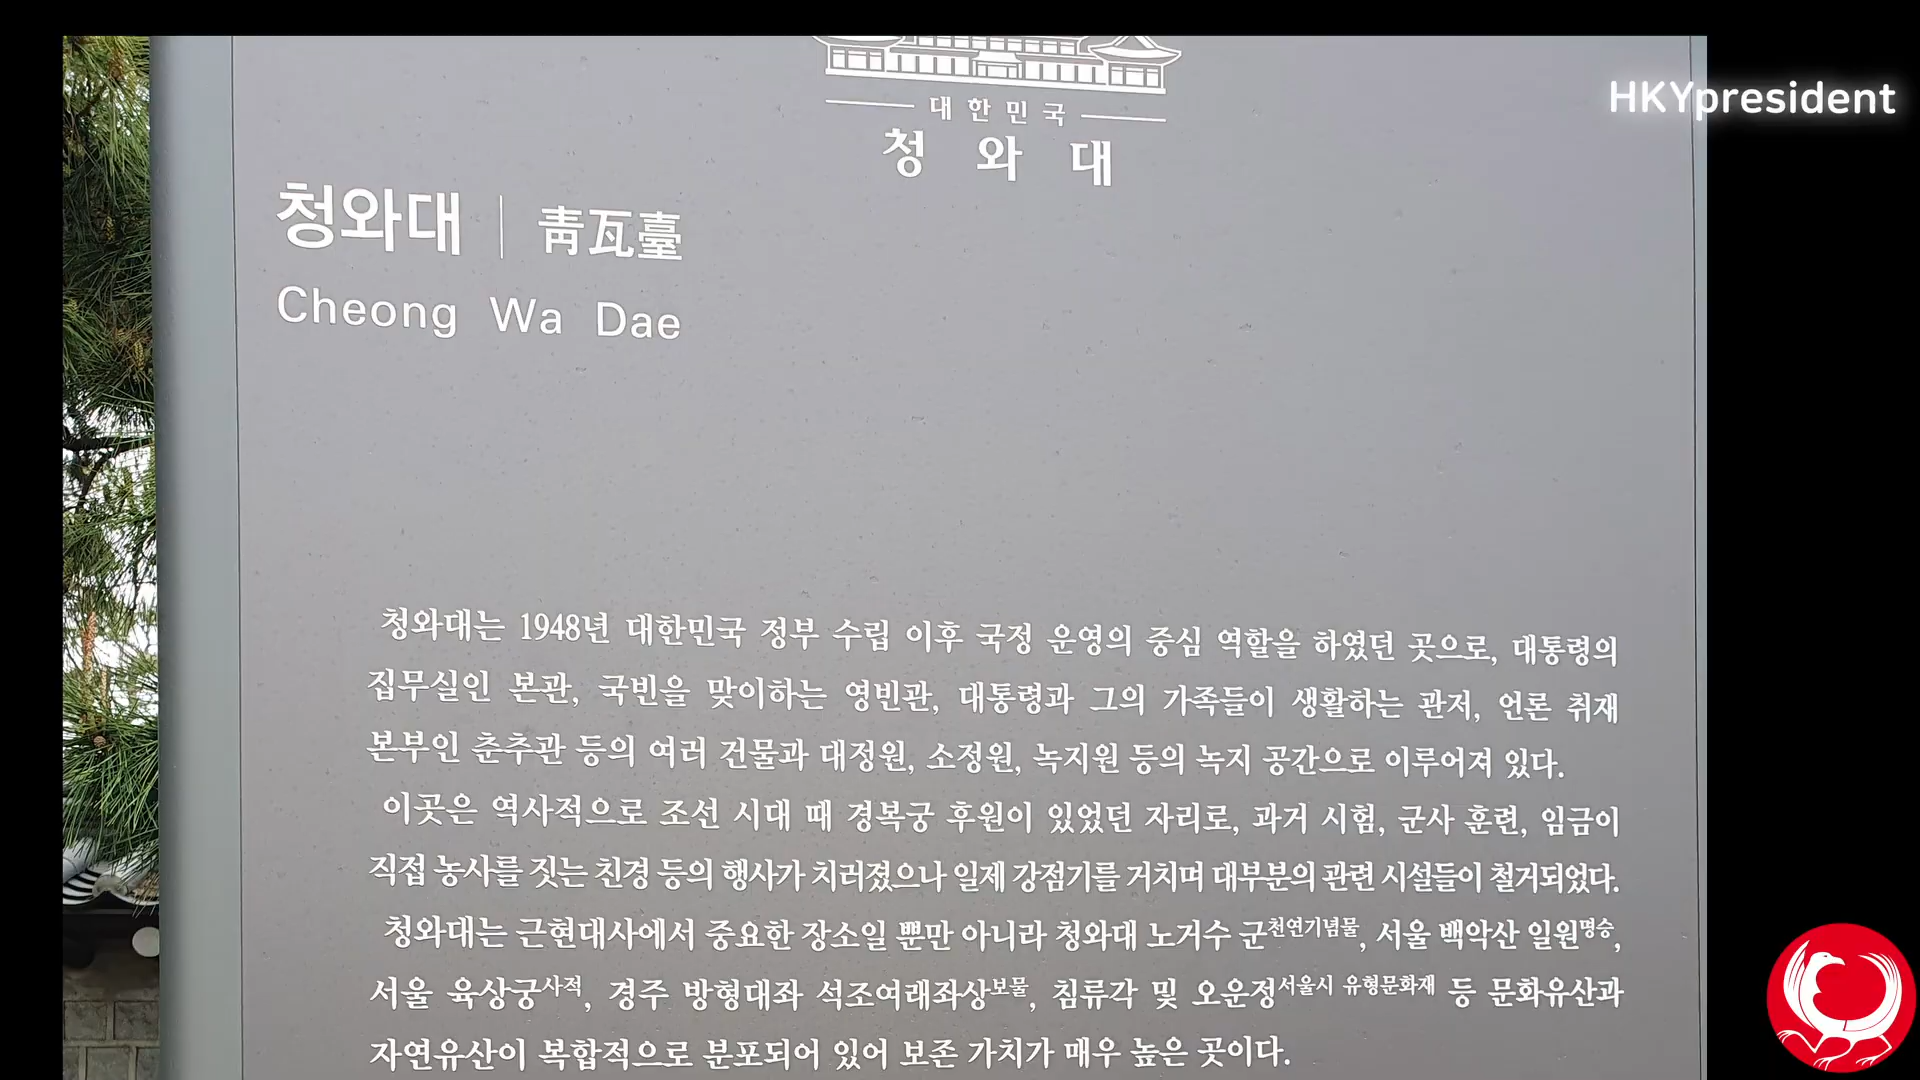 HKYpresident
대한민국
청와대
청와대 | 靑瓦臺
Cheong Wa Dae
청와대는 1948년 대한민국 정부 수립 이후 국정 운영의 중심 역할을 하였던 곳으로, 대통령의
집무실인 본관, 국빈을 맞이하는 영빈관, 대통령과 그의 가족들이 생활하는 관저, 언론 취재
본부인 춘추관 등의 여러 건물과 대정원, 소정원, 녹지원 등의 녹지 공간으로 이루어져 있다.
이곳은 역사적으로 조선 시대 때 경복궁 후원이 있었던 자리로, 과거 시험, 군사 훈련, 임금이
직접 농사를 짓는 친경 등의 행사가 치러졌으나 일제 강점기를 거치며 대부분의 관련 시설들이 철거되었다.
청와대는 근현대사에서 중요한 장소일 뿐만 아니라 청와대 노거수 군천연기념물, 서울 백악산 일원명승,
서울 육상궁사적, 경주 방형대좌 석조여래좌상보물, 침류각 및 오운정서울시 유형문화재 등 문화유산과
자연유산이 복합적으로 분포되어 있어 보존 가치가 매우 높은 곳이다.